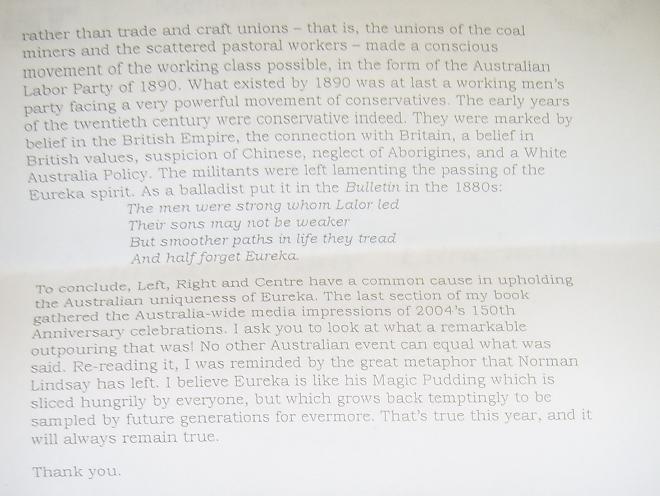 rather than trade and craft unions – that is, the unions of the coal
miners and the scattered pastoral workers – made a conscious
movement of the working class possible, in the form of the Australian
Labor Party of 1890. What existed by 1890 was at last a working men's
party facing a very powerful movement of conservatives. The early years
of the twentieth century were conservative indeed. They were marked by
belief in the British Empire, the connection with Britain, a belief in
British values, suspicion of Chinese, neglect of Aborigines, and a White
Australia Policy. The militants were left lamenting the passing of the
Eureka spirit. As a balladist put it in the Bulletin in the 1880s:
The men were strong whom Lalor led
Their sons may not be weaker
But smoother paths in life they tread
And half forget Eureka.
To conclude, Left, Right and Centre have a common cause in upholding
the Australian uniqueness of Eureka. The last section of my book
gathered the Australia-wide media impressions of 2004's 150th
Anniversary celebrations. I ask you to look at what a remarkable
outpouring that was! No other Australian event can equal what was
said. Re-reading it, I was reminded by the great metaphor that Norman
Lindsay has left. I believe Eureka is like his Magic Pudding which is
sliced hungrily by everyone, but which grows back temptingly to be
sampled by future generations for evermore. That's true this year, and it
will always remain true.
Thank you.